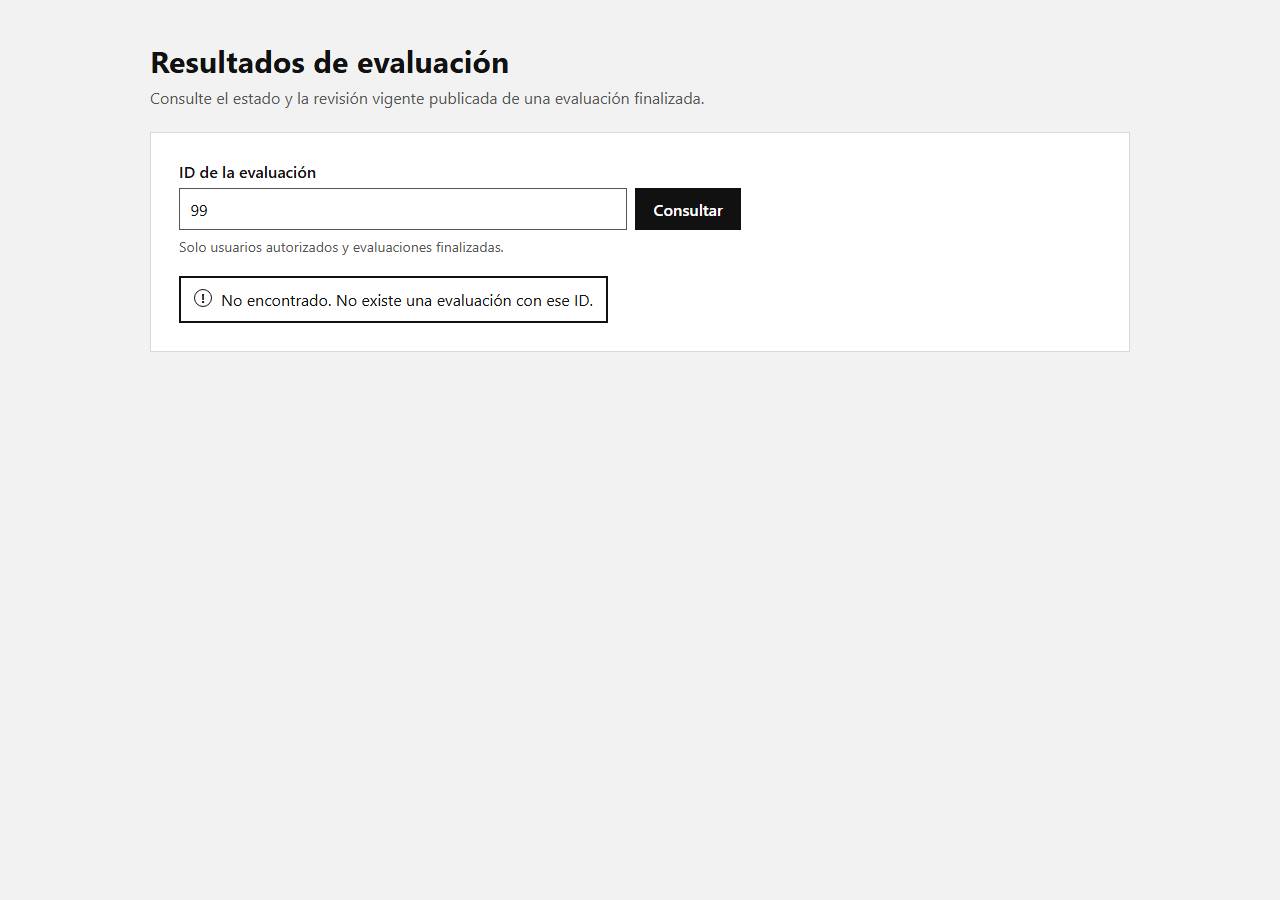 Resultados de evaluación
Consulte el estado y la revisión vigente publicada de una evaluación finalizada.
ID de la evaluación
99
Consultar
Solo usuarios autorizados y evaluaciones finalizadas.
No encontrado. No existe una evaluación con ese ID.